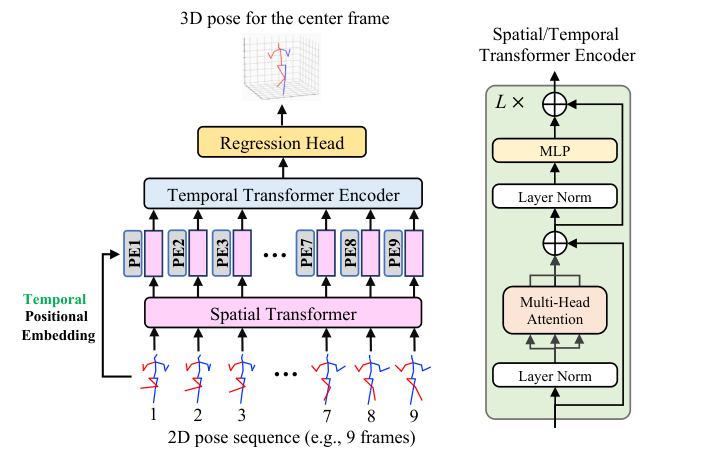 3D pose for the center frame
Regression Head
Temporal Transformer Encoder
PE1 PE2 PE3 ... PE7 PE8 PE9
Temporal
Positional
Embedding
Spatial Transformer
...
1 2 3 7 8 9
2D pose sequence (e.g., 9 frames)
Spatial/Temporal
Transformer Encoder
L ×
MLP
Layer Norm
Multi-Head
Attention
Layer Norm